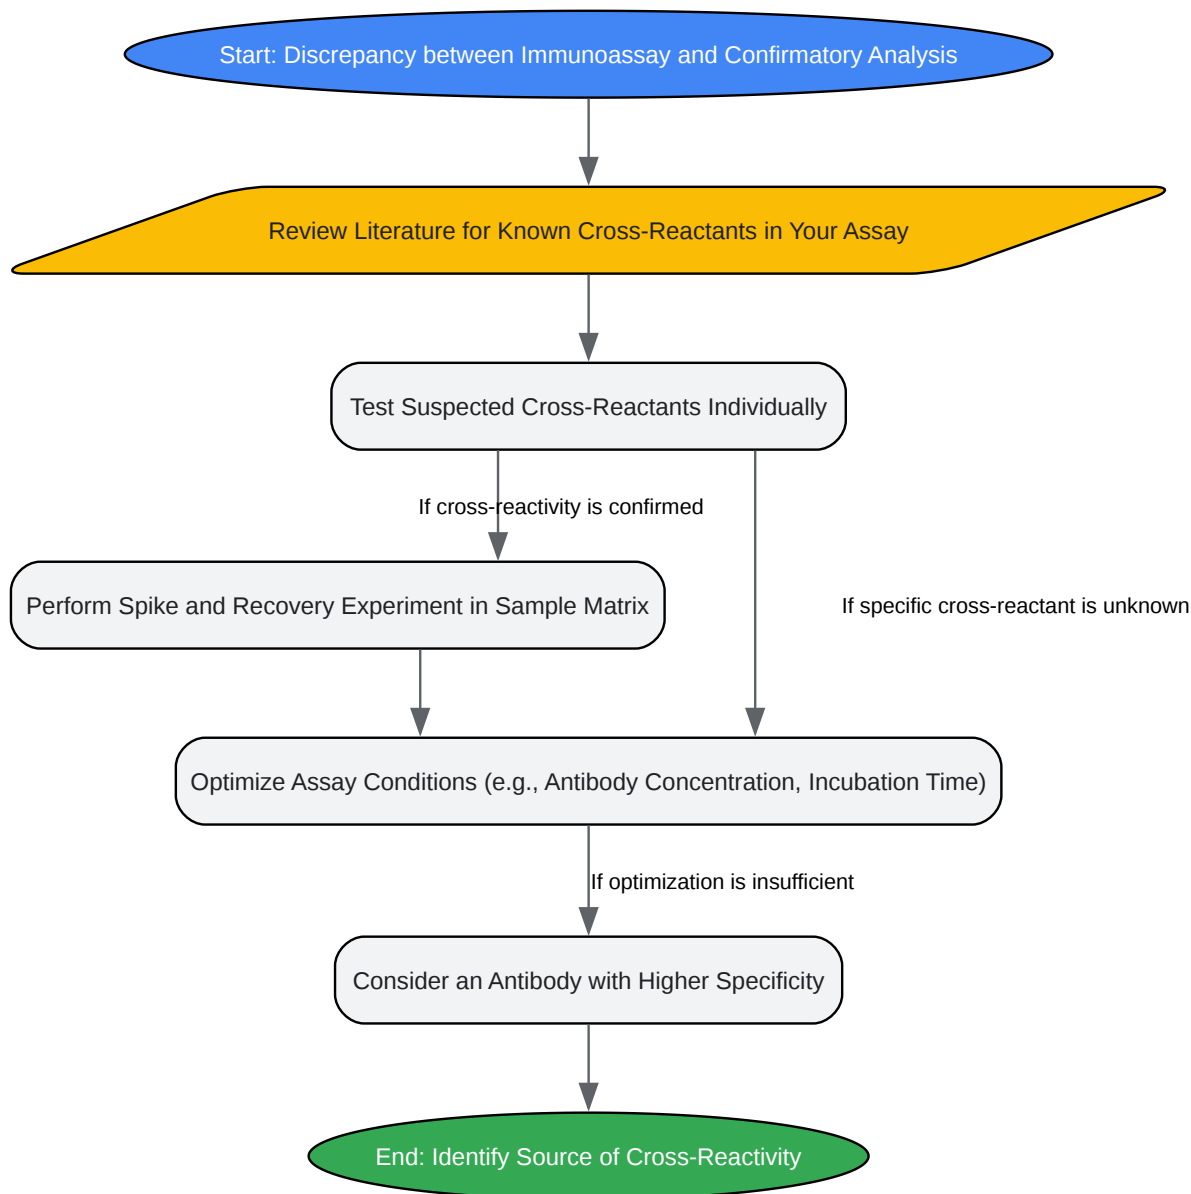 Start: Discrepancy between Immunoassay and Confirmatory Analysis
Review Literature for Known Cross-Reactants in Your Assay
Test Suspected Cross-Reactants Individually
If cross-reactivity is confirmed
Perform Spike and Recovery Experiment in Sample Matrix
If specific cross-reactant is unknown
Optimize Assay Conditions (e.g., Antibody Concentration, Incubation Time)
If optimization is insufficient
Consider an Antibody with Higher Specificity
End: Identify Source of Cross-Reactivity